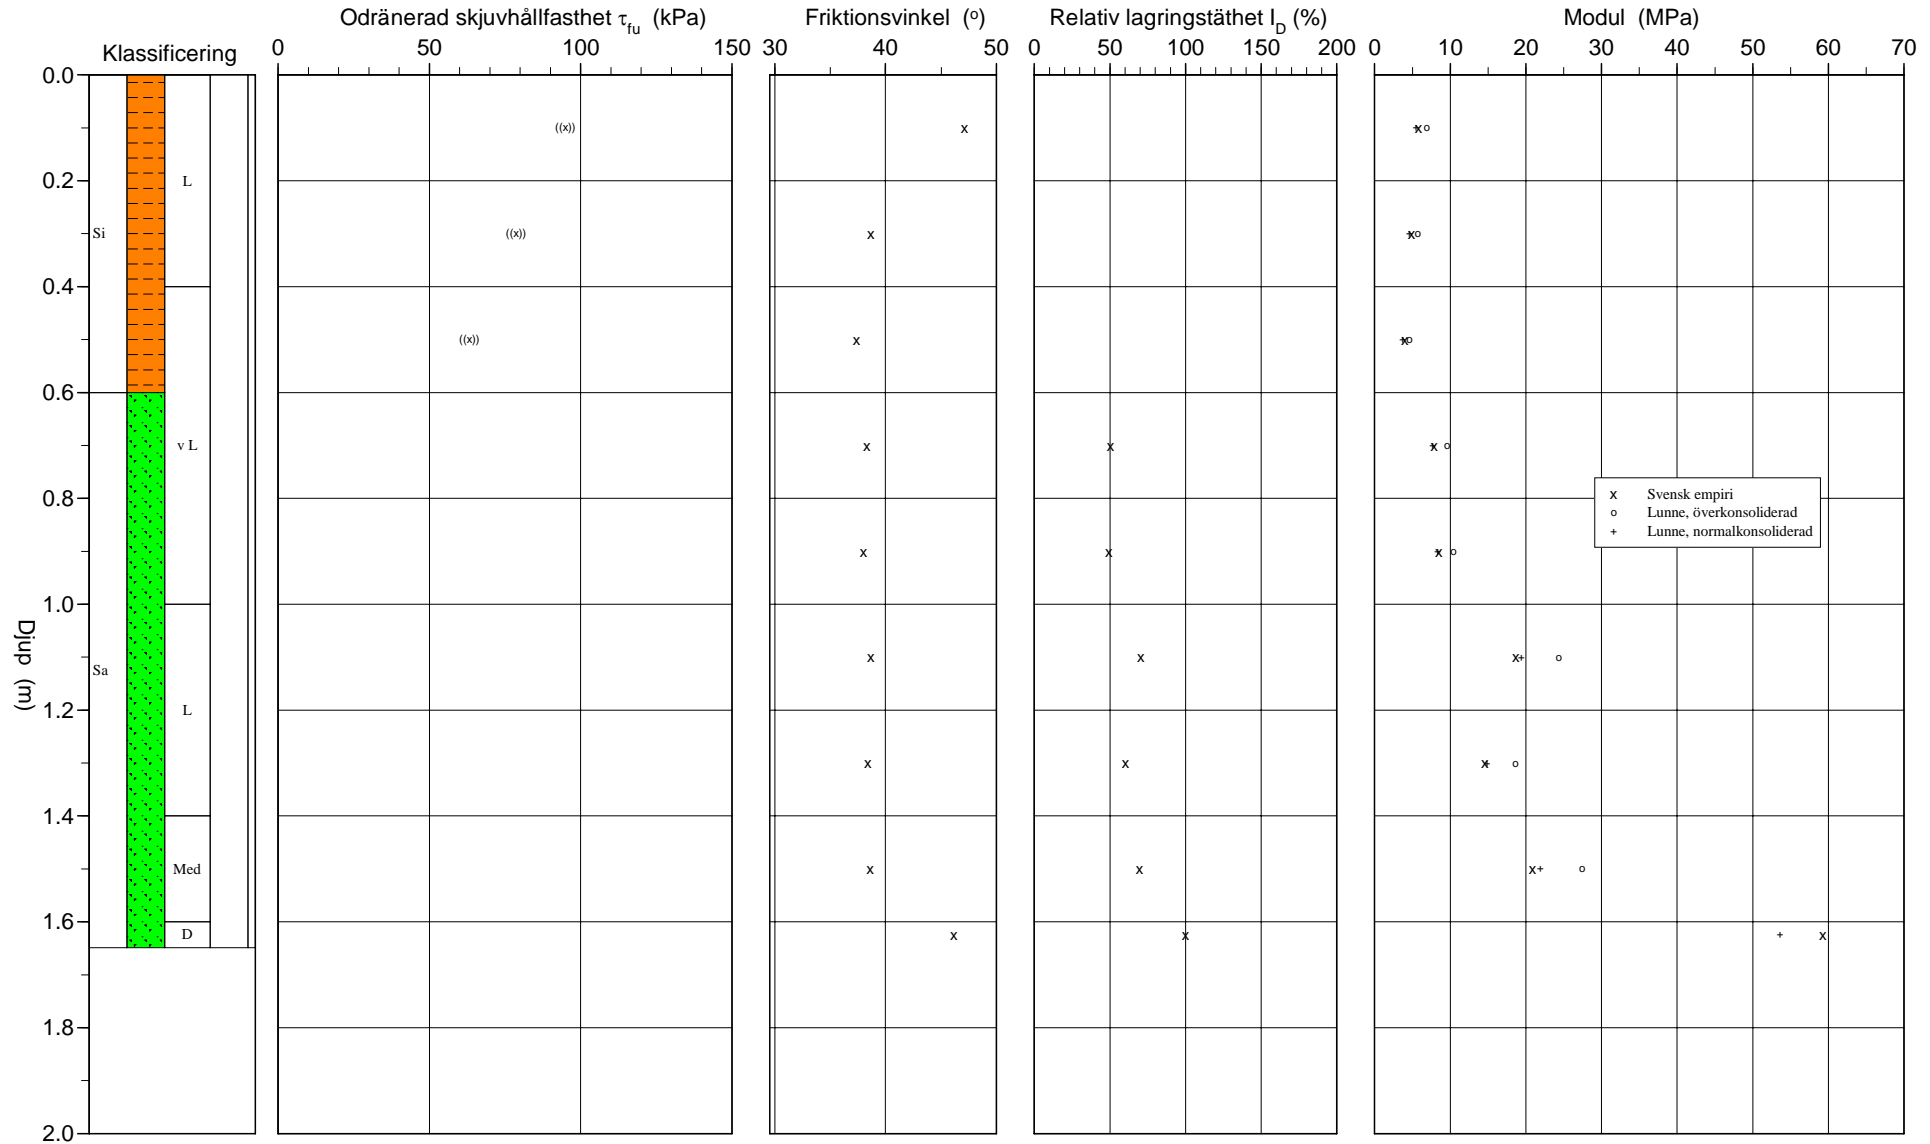 Odränerad skjuvhållfasthet τfu (kPa)
Friktionsvinkel (o)
Relativ lagringstäthet ID (%)
Modul (MPa)
Klassificering
0 50 100 150
30 40 50
0 50 100 150 200
0 10 20 30 40 50 60 70
Djup (m)
0.0
0.2
0.4
0.6
0.8
1.0
1.2
1.4
1.6
1.8
2.0
Si
Sa
L
v L
L
Med
D
((x))
((x))
((x))
x Svensk empiri
o Lunne, överkonsoliderad
+ Lunne, normalkonsoliderad